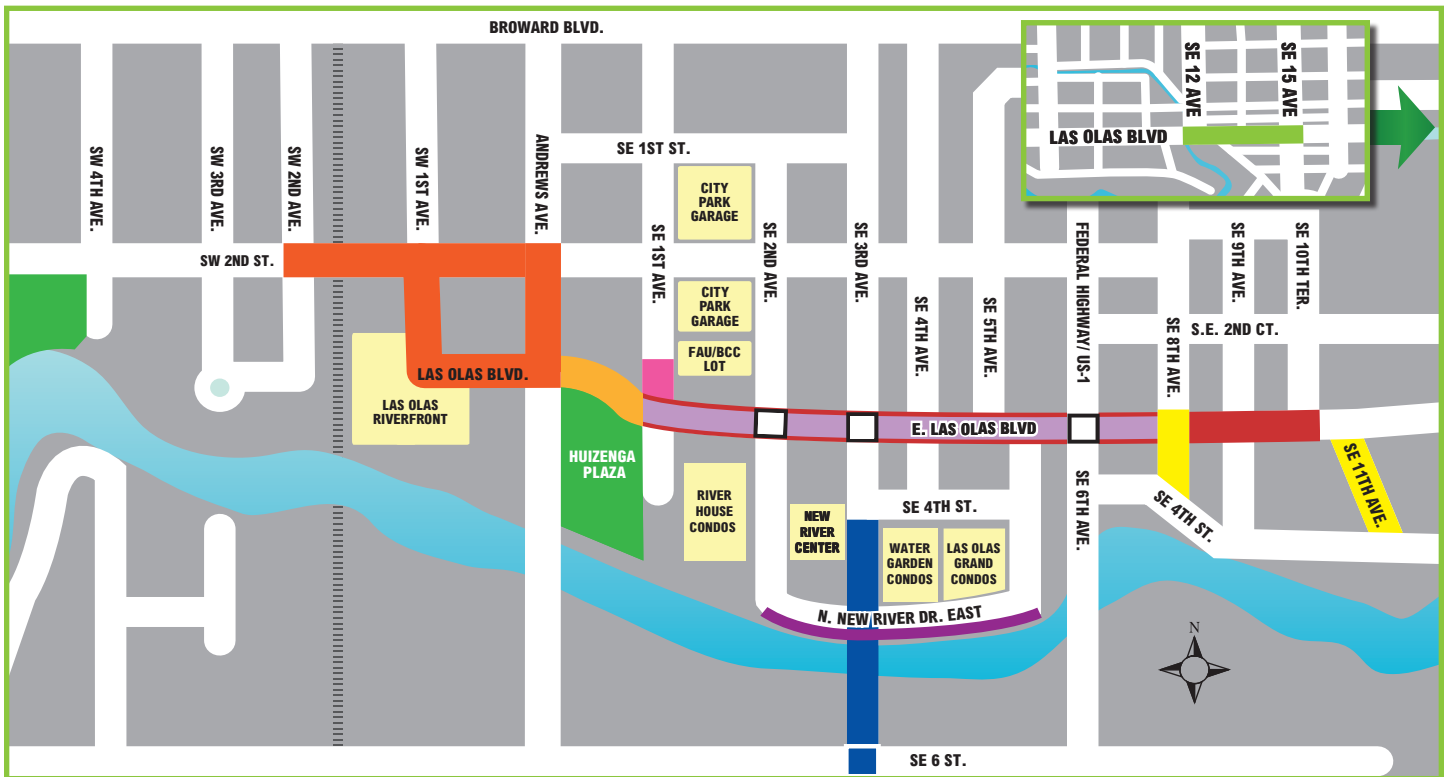 BROWARD BLVD.
SE 12 AVE
SE 15 AVE
LAS OLAS BLVD
SW 4TH AVE.
SW 3RD AVE.
SW 2ND AVE.
SW 1ST AVE.
ANDREWS AVE.
SE 1ST ST.
CITY
PARK
GARAGE
SE 1ST AVE.
SE 2ND AVE.
SE 3RD AVE.
SE 4TH AVE.
SE 5TH AVE.
FEDERAL HIGHWAY/ US-1
SE 8TH AVE.
SE 9TH AVE.
SE 10TH TER.
SW 2ND ST.
CITY
PARK
GARAGE
S.E. 2ND CT.
FAU/BCC
LOT
LAS OLAS BLVD.
LAS OLAS
RIVERFRONT
E. LAS OLAS BLVD
HUIZENGA
PLAZA
SE 11TH AVE.
RIVER
HOUSE
CONDOS
NEW
RIVER
CENTER
SE 4TH ST.
SE 6TH AVE.
SE 4TH ST.
WATER
GARDEN
CONDOS
LAS OLAS
GRAND
CONDOS
N. NEW RIVER DR. EAST
N
SE 6 ST.